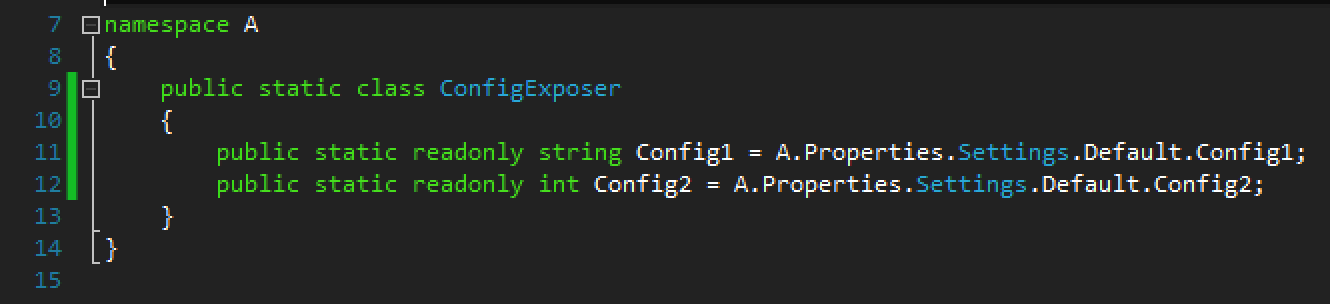 7 namespace A
8 {
9 public static class ConfigExposer
10 {
11 public static readonly string Config1 = A.Properties.Settings.Default.Config1;
12 public static readonly int Config2 = A.Properties.Settings.Default.Config2;
13 }
14 }
15